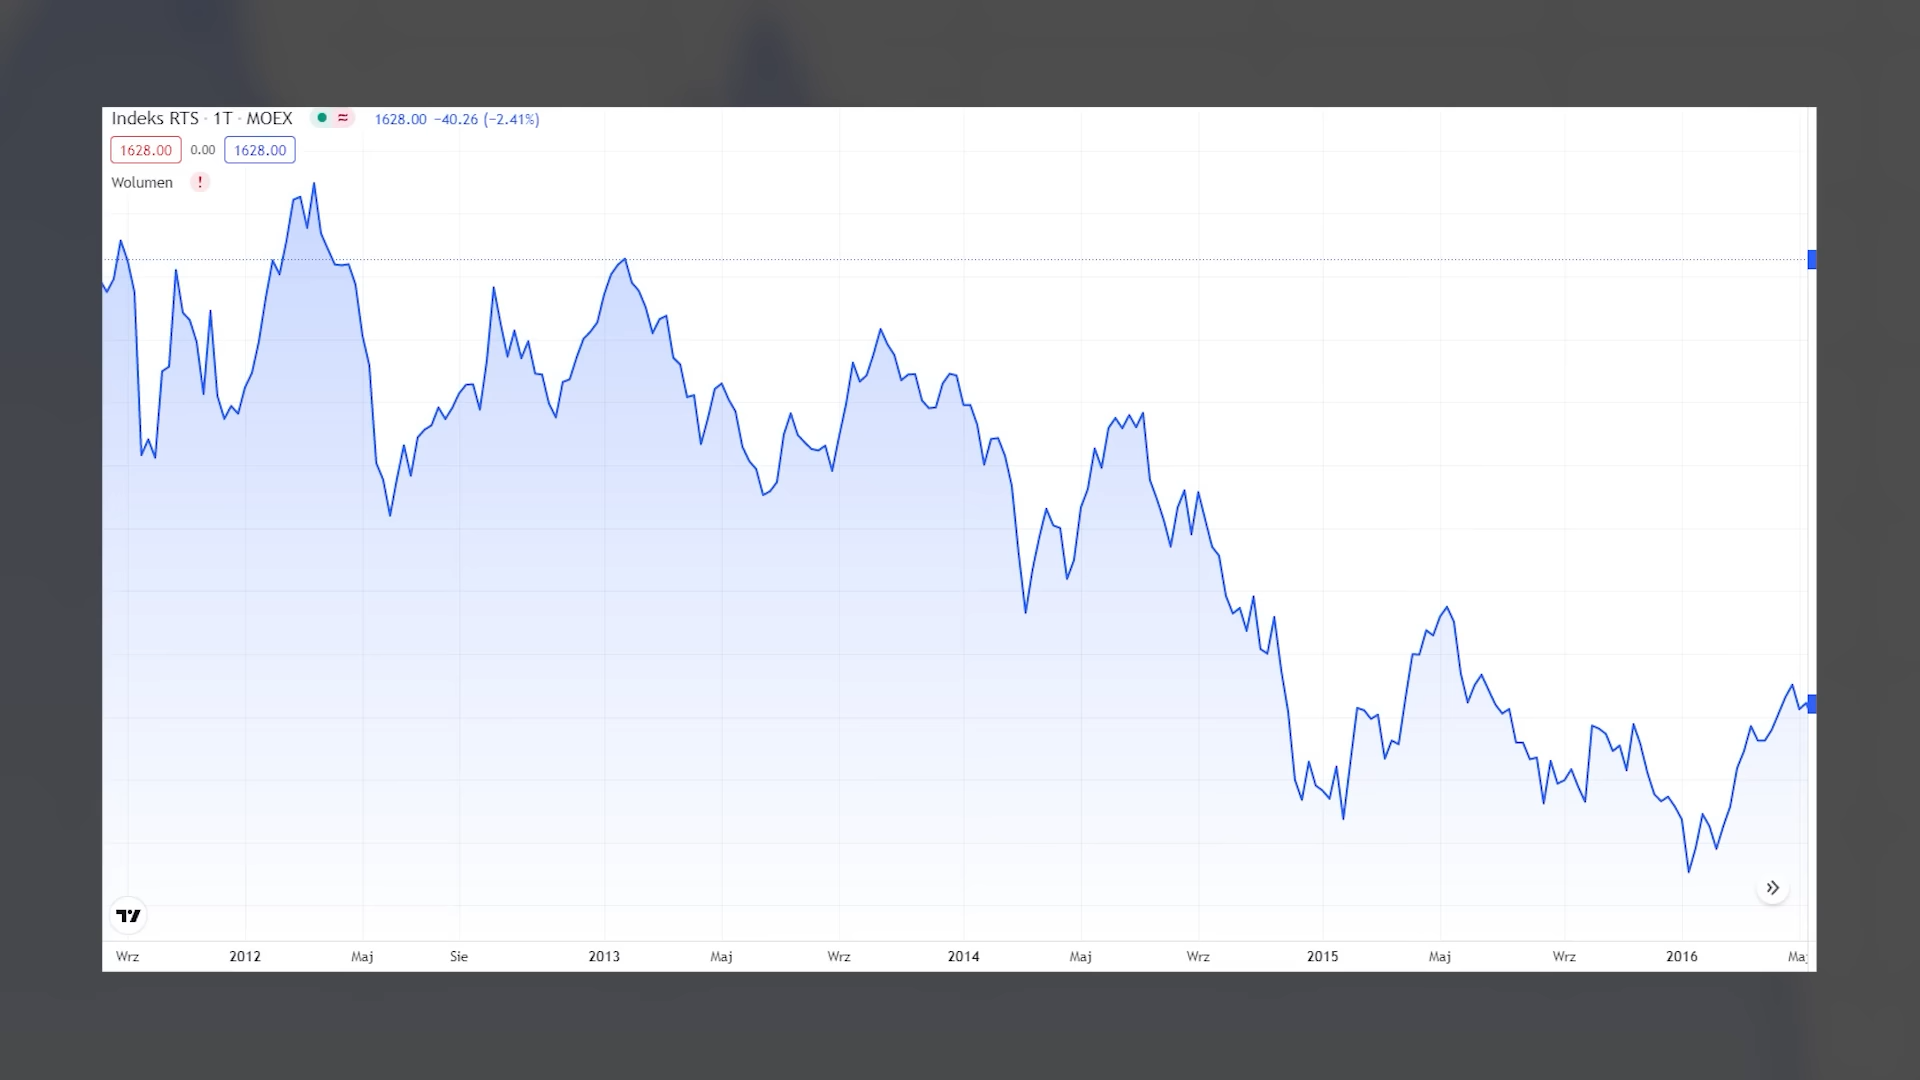 Indeks RTS · 1T · MOEX ≈ 1628.00 −40.26 (−2.41%)
1628.00 0.00 1628.00
Wolumen !
Wrz 2012 Maj Sie 2013 Maj Wrz 2014 Maj Wrz 2015 Maj Wrz 2016 Maj